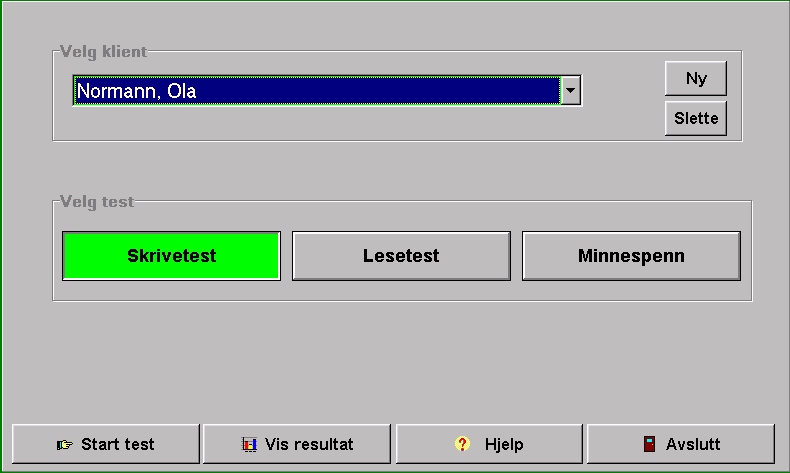 Velg klient
Normann, Ola
Ny
Slette
Velg test
Skrivetest Lesetest Minnespenn
Start test Vis resultat ? Hjelp Avslutt